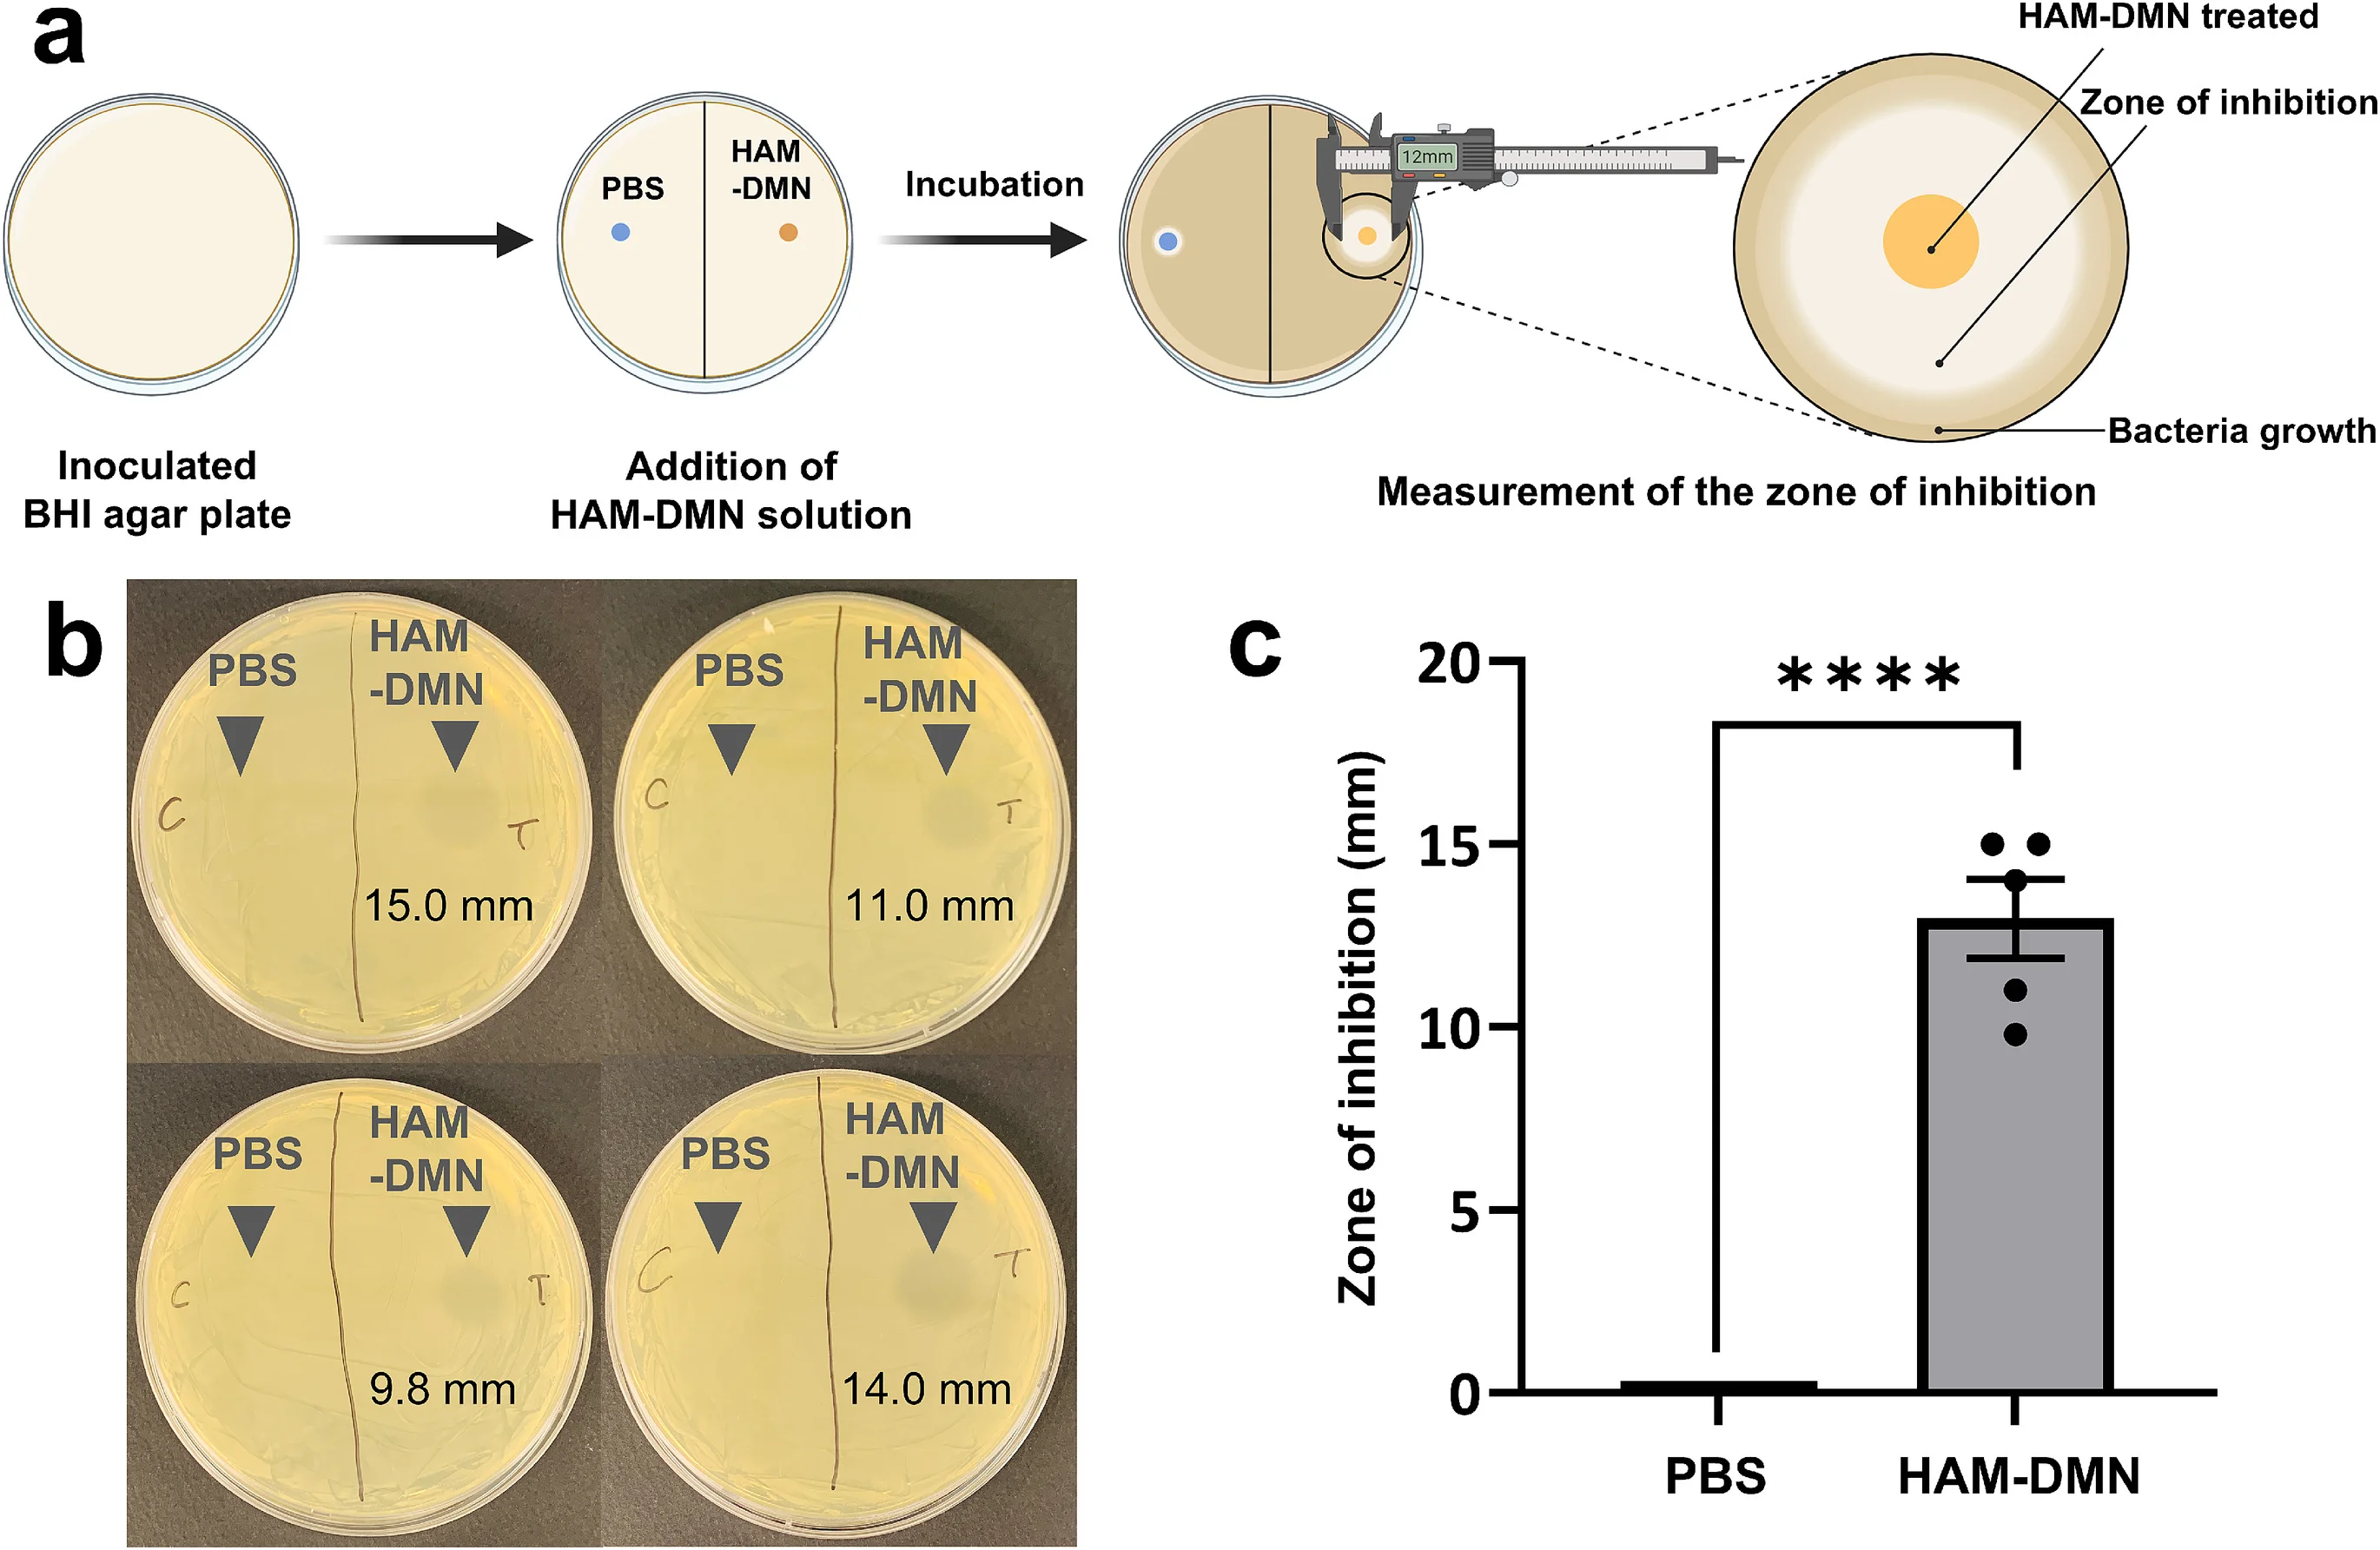 a
HAM-DMN treated
Zone of inhibition
PBS
HAM
-DMN
Incubation
12mm
Bacteria growth
Inoculated
BHI agar plate
Addition of
HAM-DMN solution
Measurement of the zone of inhibition
b
PBS
HAM
-DMN
C
T
15.0 mm
PBS
HAM
-DMN
C
T
11.0 mm
PBS
HAM
-DMN
C
T
9.8 mm
PBS
HAM
-DMN
C
T
14.0 mm
c
****
Zone of inhibition (mm)
20
15
10
5
0
PBS
HAM-DMN